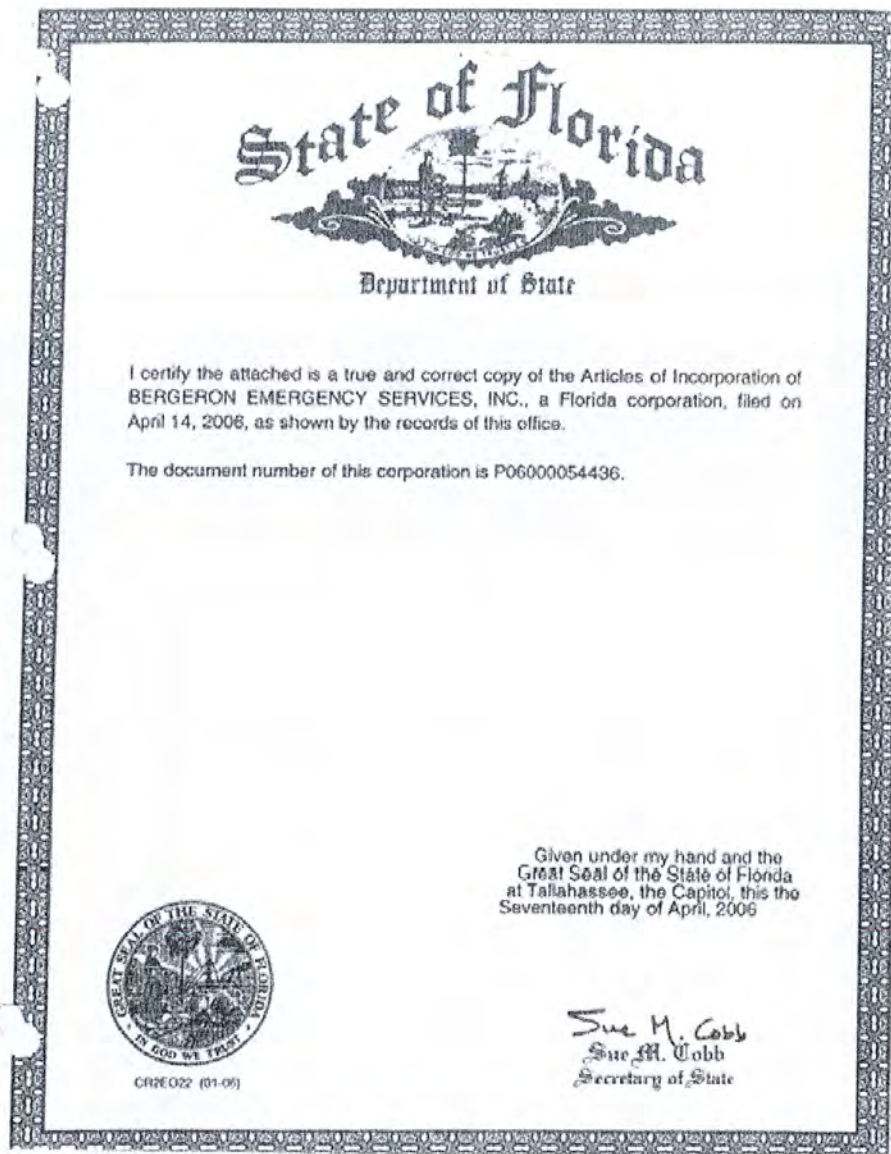 State of Florida
Department of State
I certify the attached is a true and correct copy of the Articles of Incorporation of
BERGERON EMERGENCY SERVICES, INC., a Florida corporation, filed on
April 14, 2006, as shown by the records of this office.
The document number of this corporation is P06000054436.
Given under my hand and the
Great Seal of the State of Florida
at Tallahassee, the Capitol, this the
Seventeenth day of April, 2006
GREAT SEAL OF THE STATE OF FLORIDA
IN GOD WE TRUST
CR2EO22 (01-06)
Sue M. Cobb
Sue M. Cobb
Secretary of State